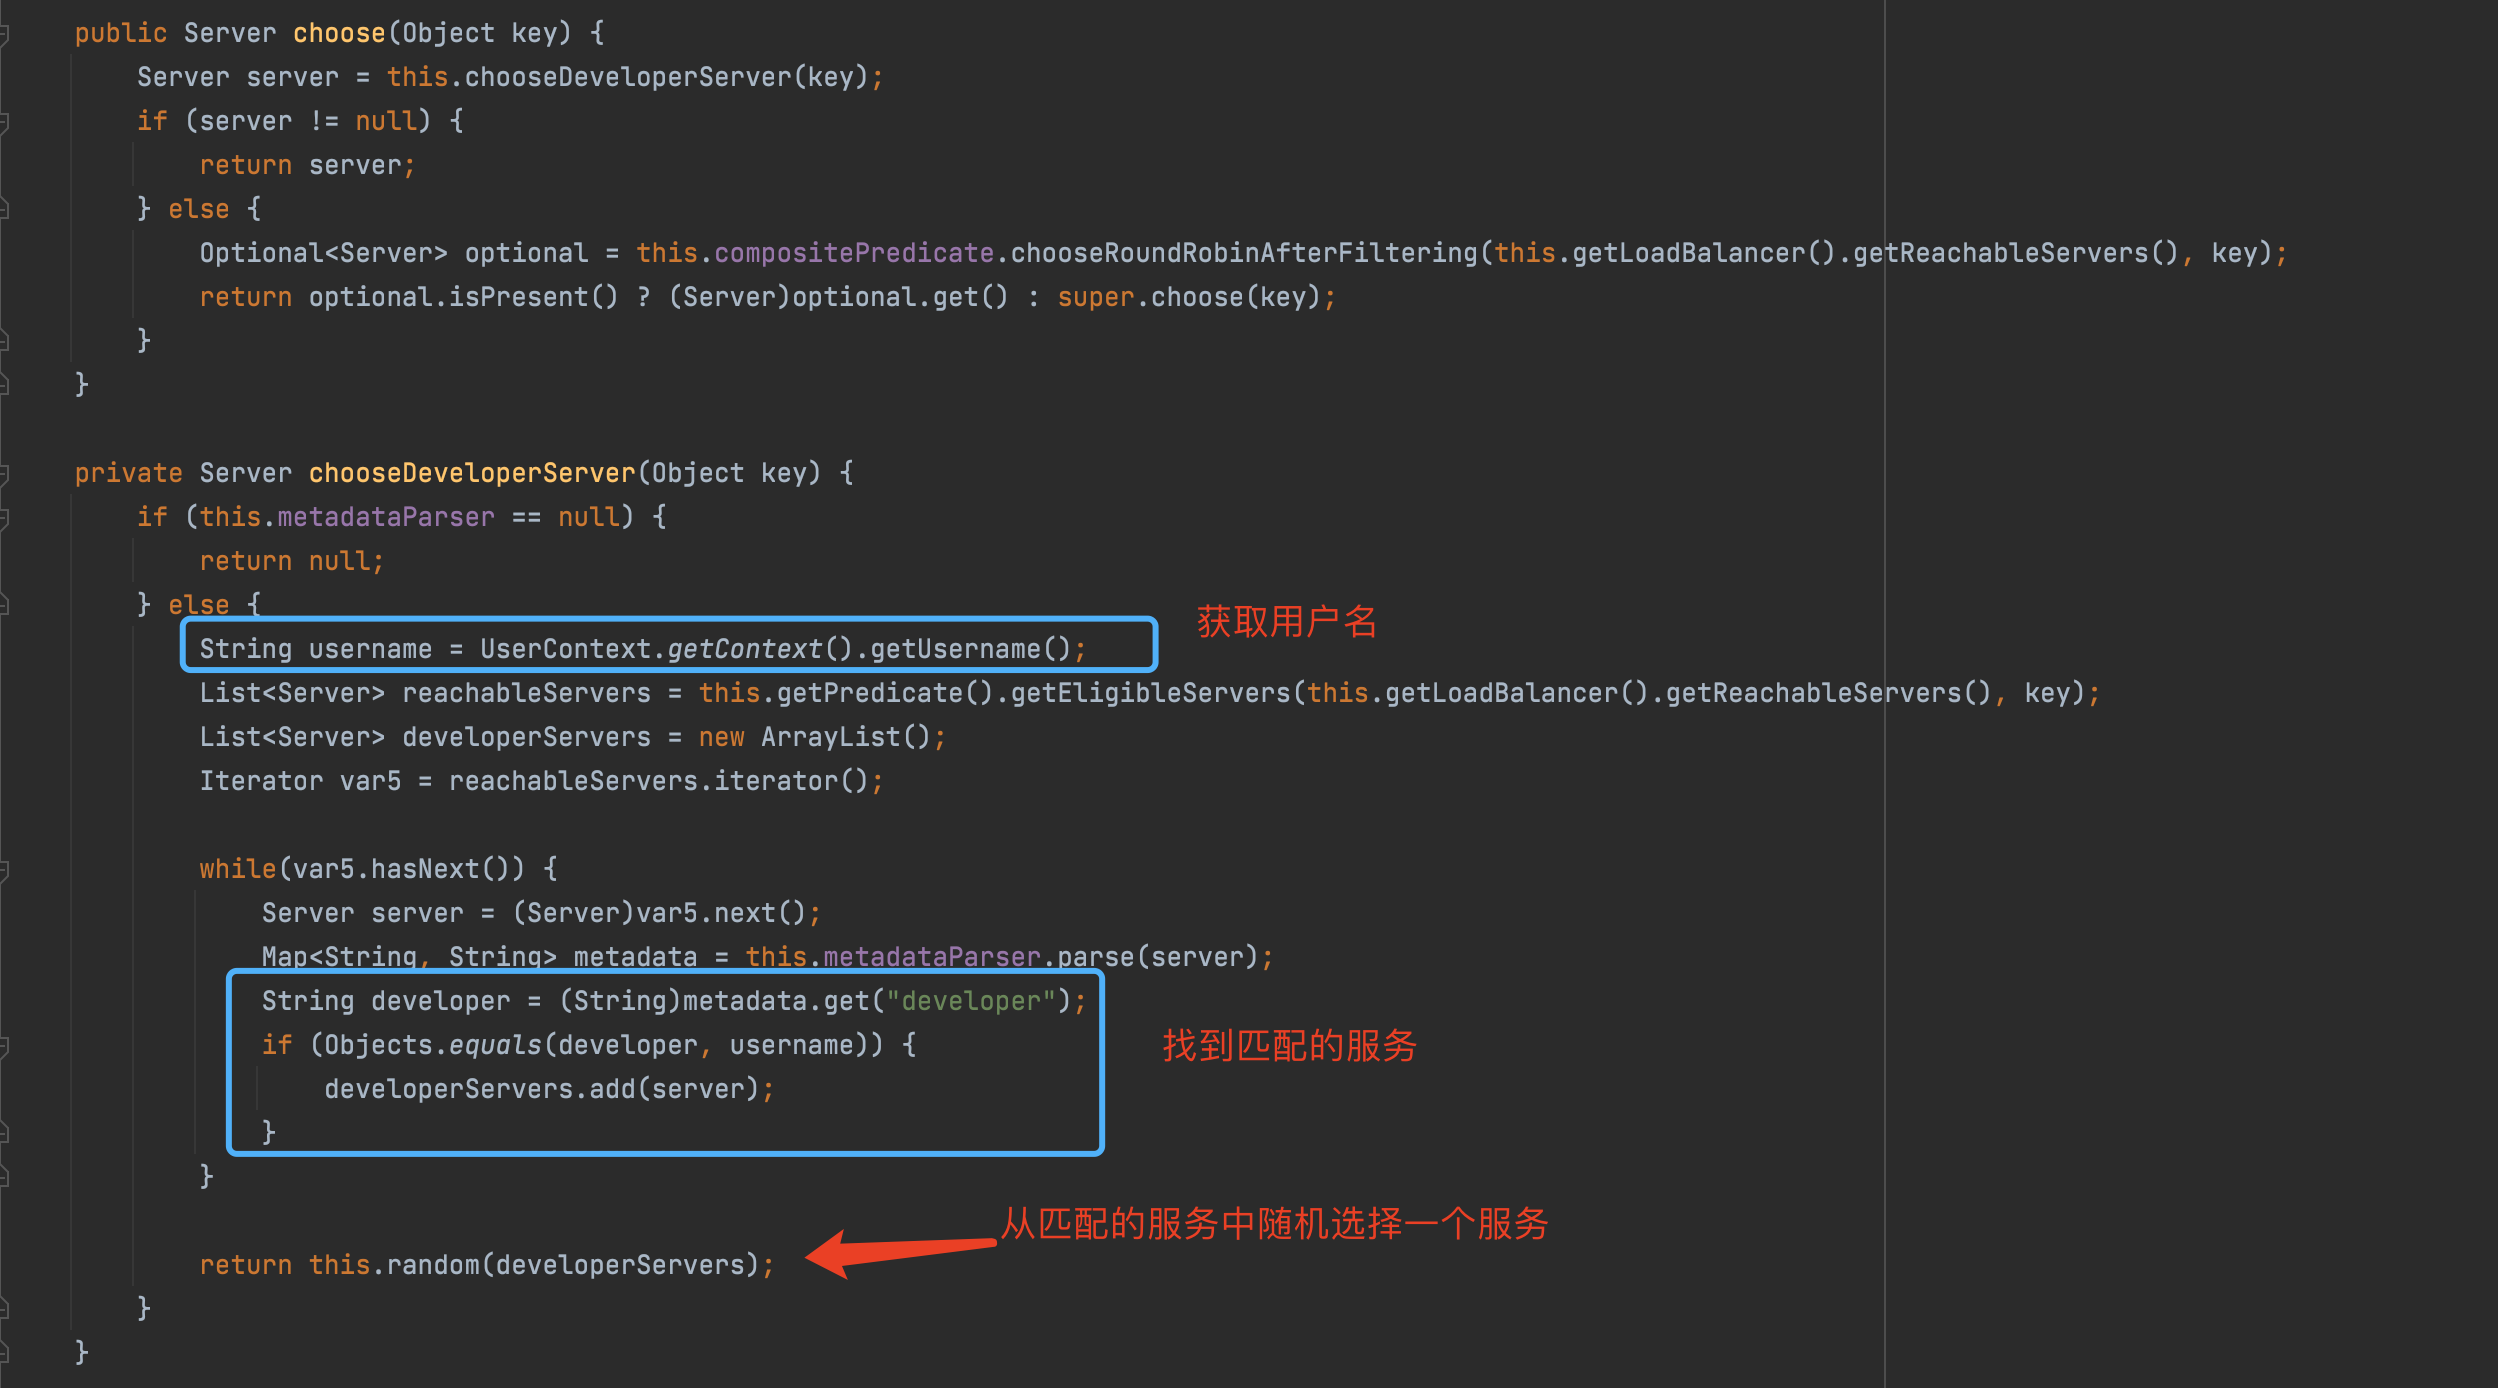 public Server choose(Object key) {
Server server = this.chooseDeveloperServer(key);
if (server != null) {
return server;
} else {
Optional<Server> optional = this.compositePredicate.chooseRoundRobinAfterFiltering(this.getLoadBalancer().getReachableServers(), key);
return optional.isPresent() ? (Server)optional.get() : super.choose(key);
}
}
private Server chooseDeveloperServer(Object key) {
if (this.metadataParser == null) {
return null;
} else {
获取用户名
String username = UserContext.getContext().getUsername();
List<Server> reachableServers = this.getPredicate().getEligibleServers(this.getLoadBalancer().getReachableServers(), key);
List<Server> developerServers = new ArrayList();
Iterator var5 = reachableServers.iterator();
while(var5.hasNext()) {
Server server = (Server)var5.next();
Map<String, String> metadata = this.metadataParser.parse(server);
String developer = (String)metadata.get("developer");
if (Objects.equals(developer, username)) {
找到匹配的服务
developerServers.add(server);
}
}
从匹配的服务中随机选择一个服务
return this.random(developerServers);
}
}